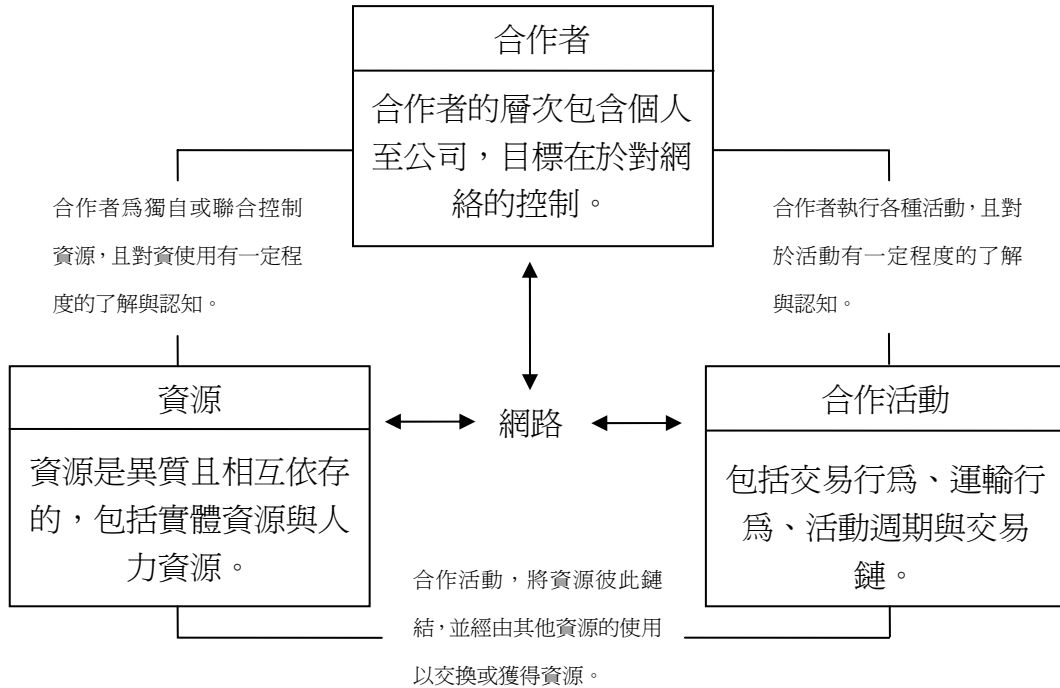 合作者
合作者的層次包含個人
至公司，目標在於對網
絡的控制。
合作者爲獨自或聯合控制
資源，且對資使用有一定程
度的了解與認知。
合作者執行各種活動，且對
於活動有一定程度的了解
與認知。
資源
資源是異質且相互依存
的，包括實體資源與人
力資源。
網路
合作活動
包括交易行爲、運輸行
爲、活動週期與交易
鏈。
合作活動，將資源彼此鏈
結，並經由其他資源的使用
以交換或獲得資源。